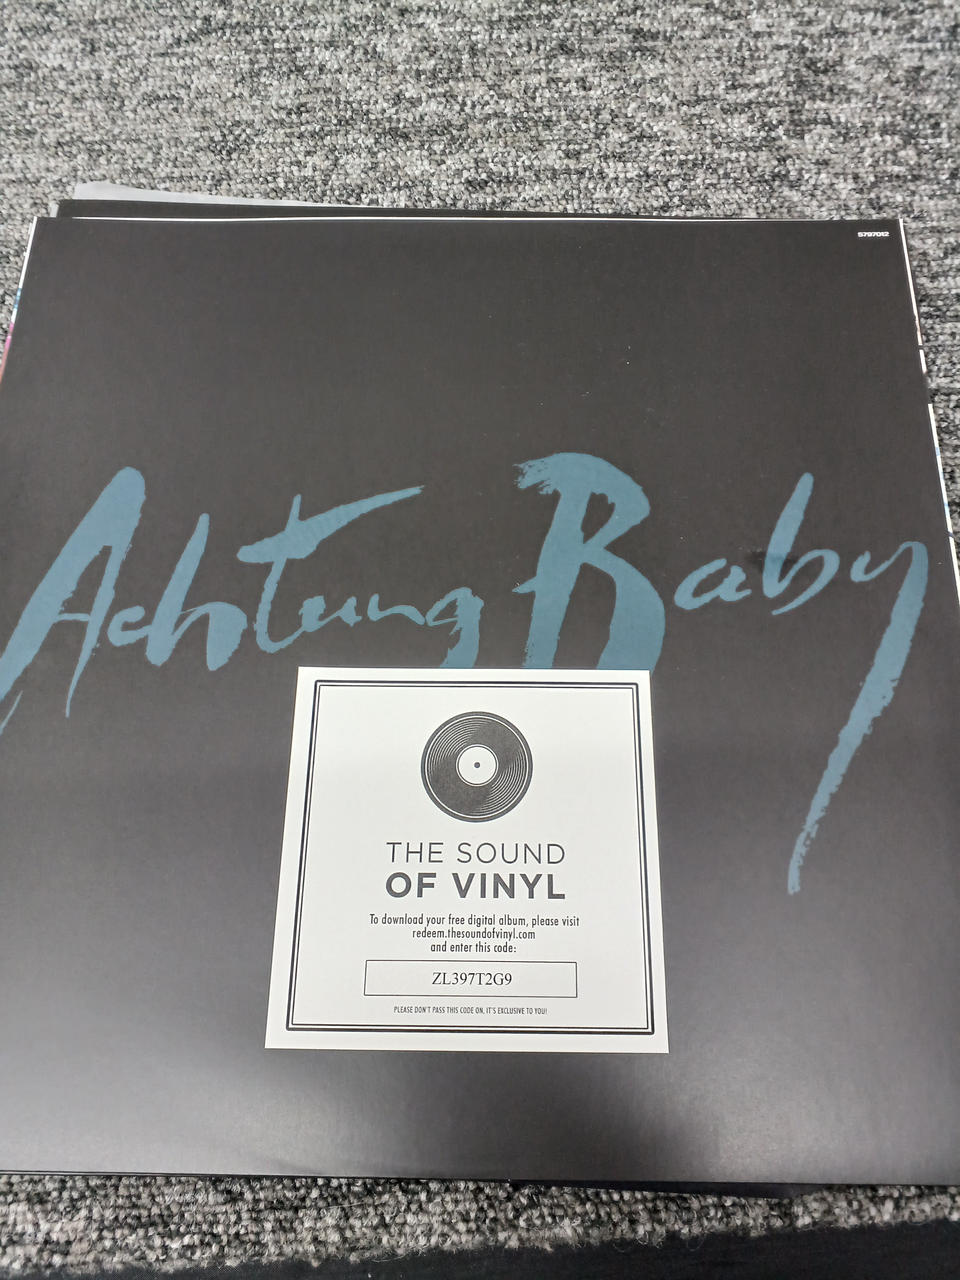 5797012
Achtung Baby
THE SOUND
OF VINYL
To download your free digital album, please visit
redeem.thesoundofvinyl.com
and enter this code:
ZL397T2G9
PLEASE DON'T PASS THIS CODE ON, IT'S EXCLUSIVE TO YOU!